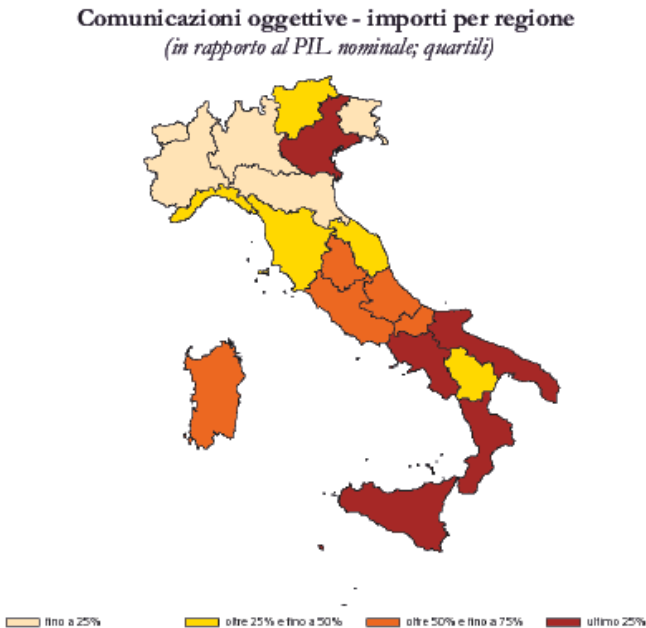 Comunicazioni oggettive - importi per regione
(in rapporto al PIL nominale; quartili)
fino a 25%
oltre 25% e fino a 50%
oltre 50% e fino a 75%
ultimo 25%